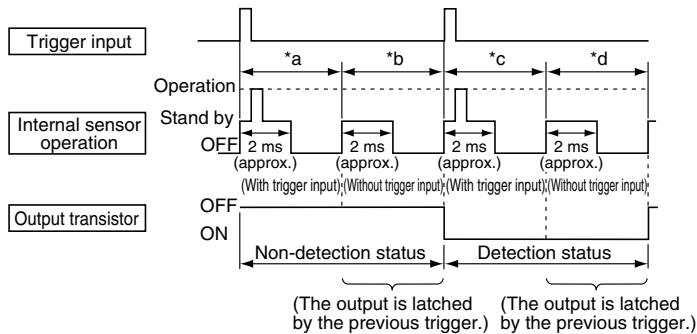 Trigger input
*a *b *c *d
Operation
Stand by
Internal sensor
operation
OFF
2 ms 2 ms 2 ms 2 ms
(approx.) (approx.) (approx.) (approx.)
(With trigger input) (Without trigger input) (With trigger input) (Without trigger input)
Output transistor
OFF
ON
Non-detection status Detection status
(The output is latched (The output is latched
by the previous trigger.) by the previous trigger.)